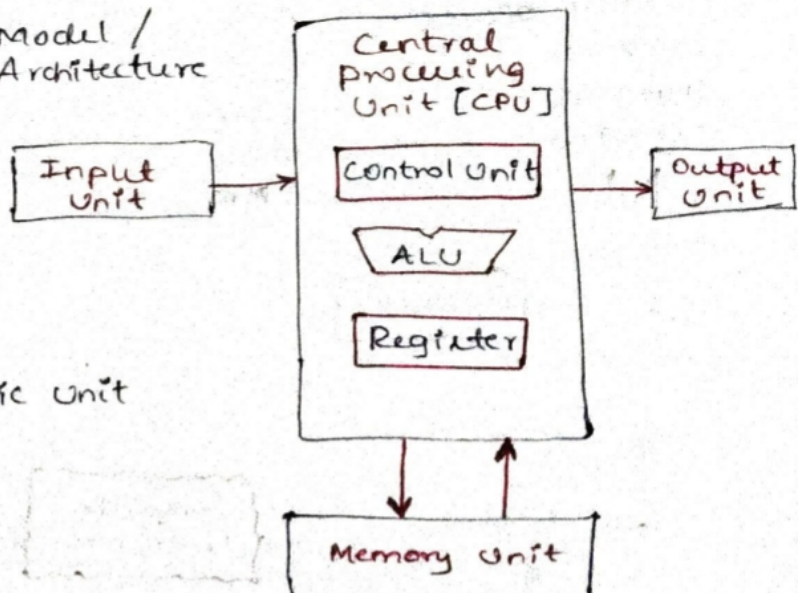 Model /
Architecture
Central
processing
Unit [CPU]
Input
Unit
Control Unit
Output
Unit
ALU
Register
ic Unit
Memory Unit